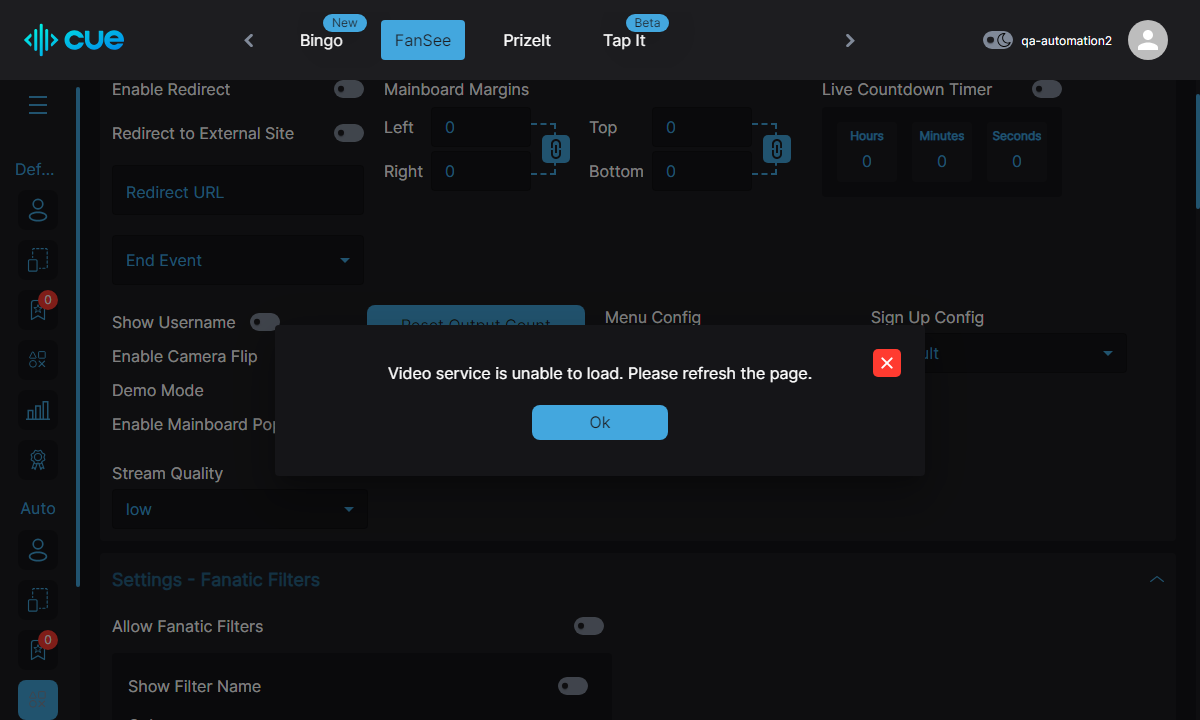 cue
Bingo
New
FanSee
PrizeIt
Tap It
Beta
qa-automation2
Def...
0
Auto
0
Enable Redirect
Redirect to External Site
Redirect URL
End Event
Mainboard Margins
Left
0
Right
0
Top
0
Bottom
0
Live Countdown Timer
Hours
Minutes
Seconds
0
0
0
Show Username
Enable Camera Flip
Demo Mode
Enable Mainboard Pop
Reset Output Count
Menu Config
Sign Up Config
ult
Video service is unable to load. Please refresh the page.
Ok
Stream Quality
low
Settings - Fanatic Filters
Allow Fanatic Filters
Show Filter Name